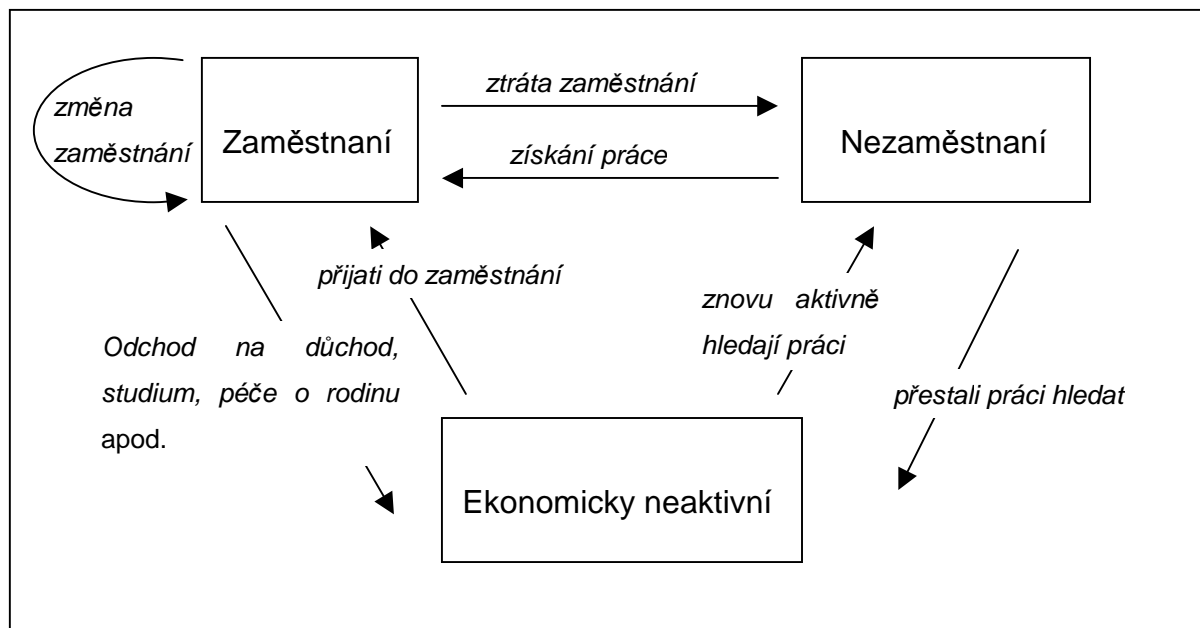 změna
zaměstnání
Zaměstnaní
ztráta zaměstnání
získání práce
Nezaměstnaní
přijati do zaměstnání
znovu aktivně
hledají práci
Odchod na důchod,
studium, péče o rodinu
apod.
přestali práci hledat
Ekonomicky neaktivní